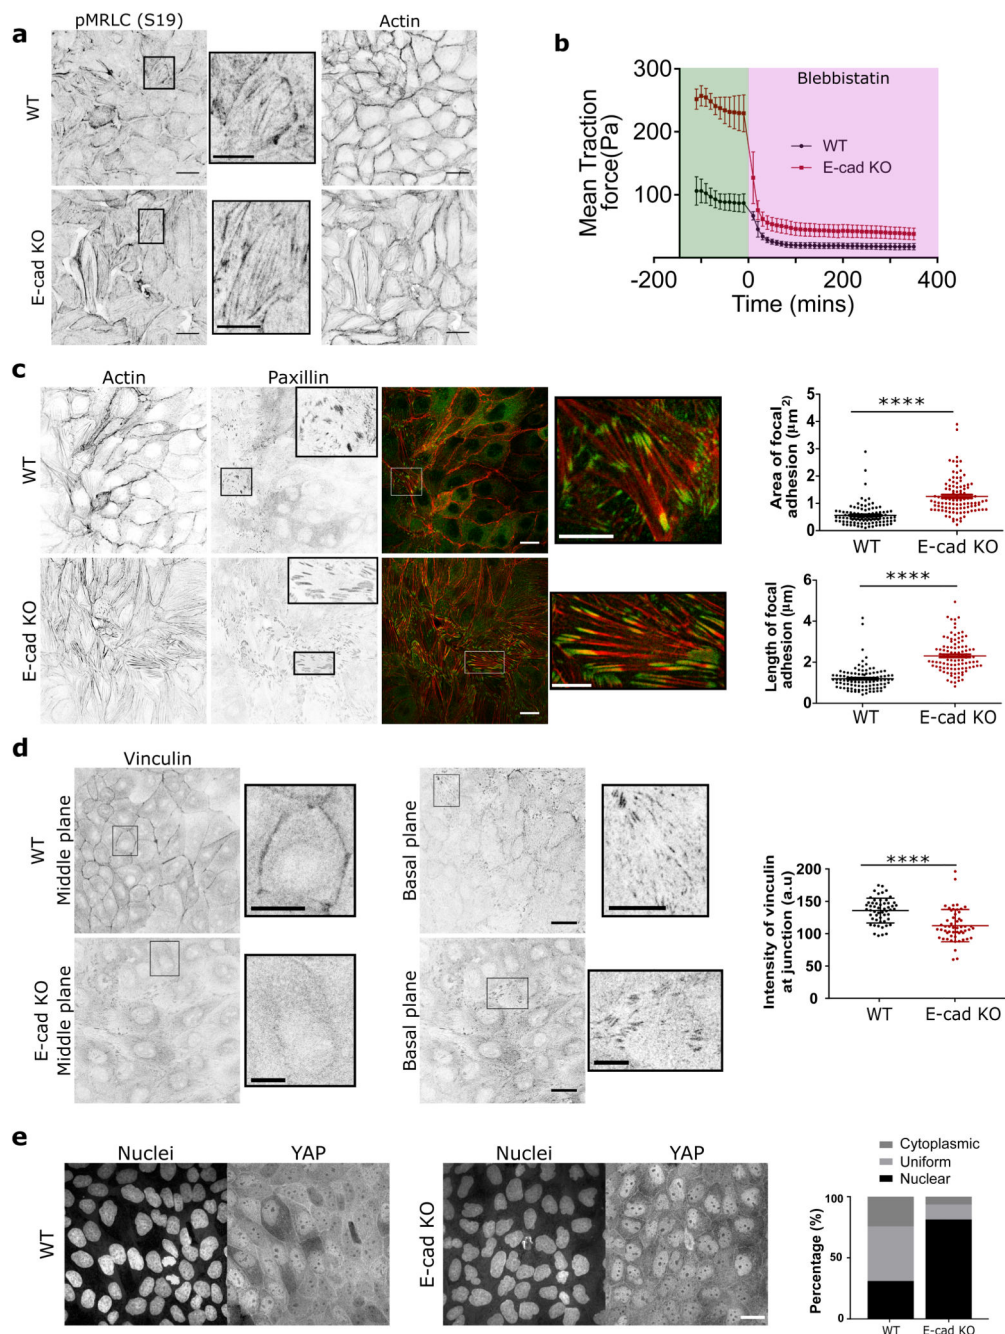 a
pMRLC (S19)
Actin
WT
E-cad KO
b
Blebbistatin
WT
E-cad KO
Mean Traction
force(Pa)
300
200
100
-200
0
200
400
Time (mins)
c
Actin
Paxillin
WT
E-cad KO
Area of focal
adhesion (µm²)
5
4
3
2
1
0
****
WT
E-cad KO
Length of focal
adhesion (µm)
6
4
2
0
****
WT
E-cad KO
d
Vinculin
WT
Middle plane
Basal plane
E-cad KO
Middle plane
Basal plane
Intensity of vinculin
at junction (a.u)
200
150
100
50
0
****
WT
E-cad KO
e
Nuclei
YAP
WT
Nuclei
YAP
E-cad KO
Cytoplasmic
Uniform
Nuclear
Percentage (%)
100
50
0
WT
E-cad KO